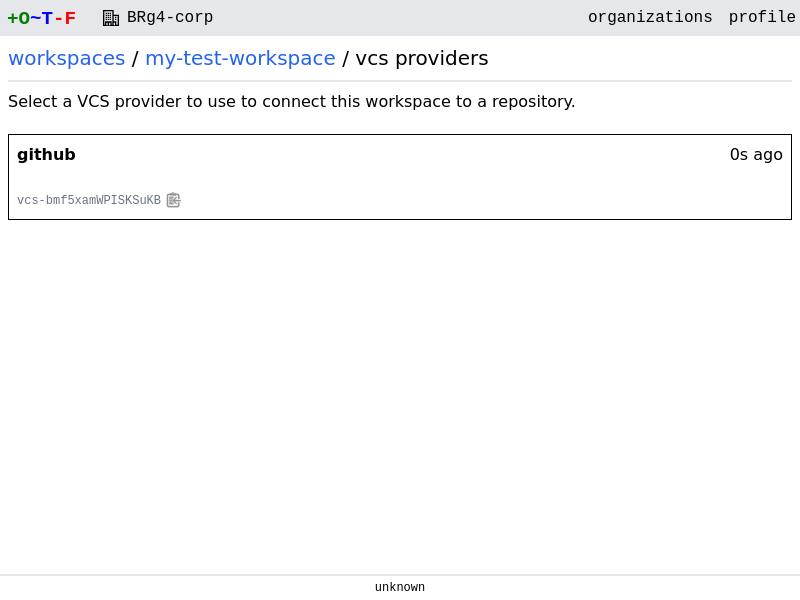 +O~T-F BRg4-corp organizations profile
workspaces / my-test-workspace / vcs providers
Select a VCS provider to use to connect this workspace to a repository.
github 0s ago
vcs-bmf5xamWPISKSuKB
unknown